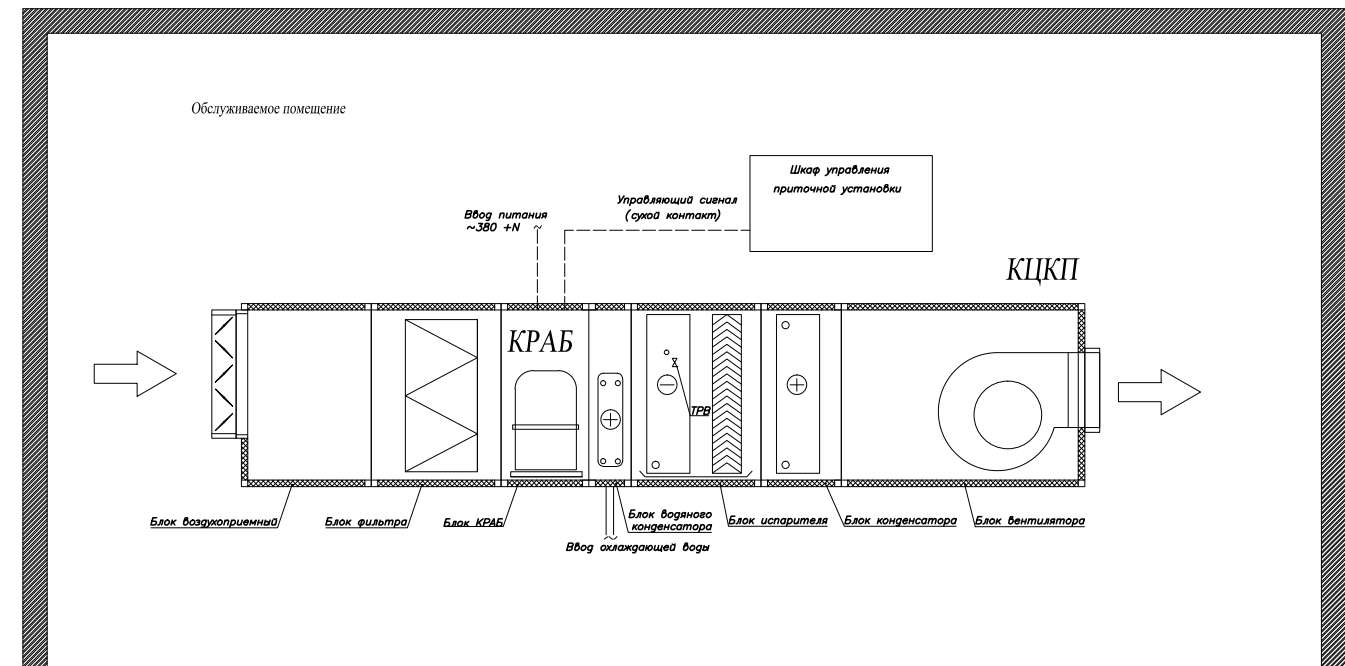 Обслуживаемое помещение
Шкаф управления
приточной установки
Управляющий сигнал
(сухой контакт)
Ввод питания
~380 +N ~
КЦКП
КРАБ
ТРВ
Блок воздухоприемный
Блок фильтра
Блок КРАБ
Блок водяного
конденсатора
Блок испарителя
Блок конденсатора
Блок вентилятора
Ввод охлаждающей воды